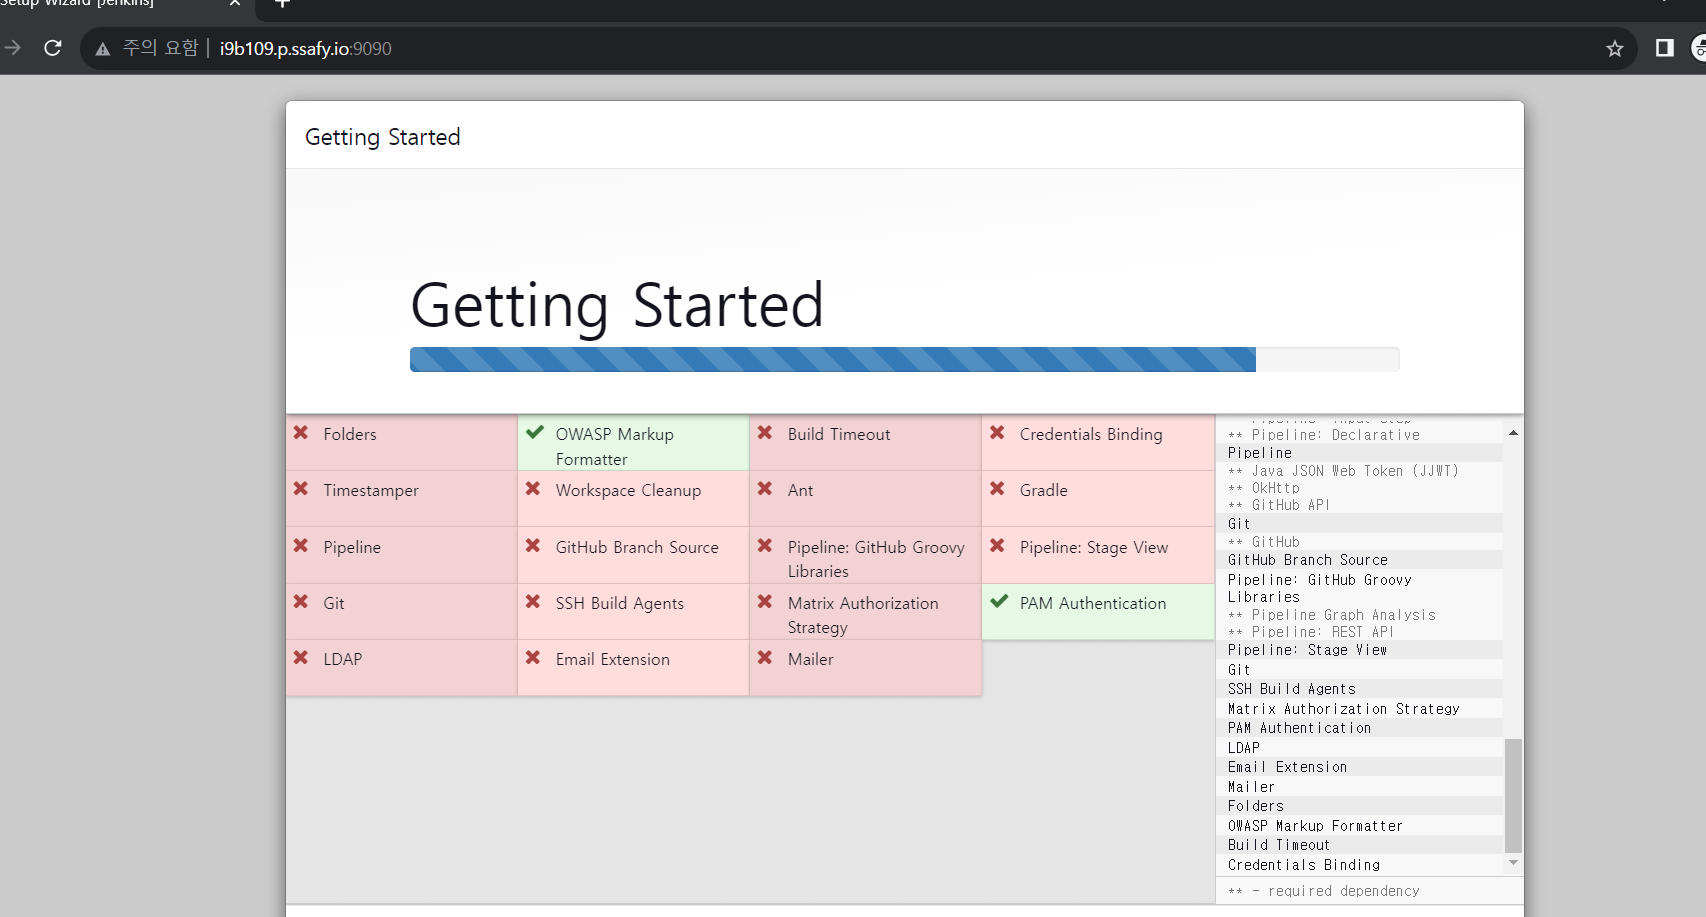 Setup Wizard [Jenkins]
주의 요함 | i9b109.p.ssafy.io:9090
Getting Started
Getting Started
Folders
OWASP Markup
Formatter
Build Timeout
Credentials Binding
Timestamper
Workspace Cleanup
Ant
Gradle
Pipeline
GitHub Branch Source
Pipeline: GitHub Groovy
Libraries
Pipeline: Stage View
Git
SSH Build Agents
Matrix Authorization
Strategy
PAM Authentication
LDAP
Email Extension
Mailer
** Pipeline: Input Step
** Pipeline: Declarative
Pipeline
** Java JSON Web Token (JJWT)
** OkHttp
** GitHub API
Git
** GitHub
GitHub Branch Source
Pipeline: GitHub Groovy
Libraries
** Pipeline Graph Analysis
** Pipeline: REST API
Pipeline: Stage View
Git
SSH Build Agents
Matrix Authorization Strategy
PAM Authentication
LDAP
Email Extension
Mailer
Folders
OWASP Markup Formatter
Build Timeout
Credentials Binding
** - required dependency